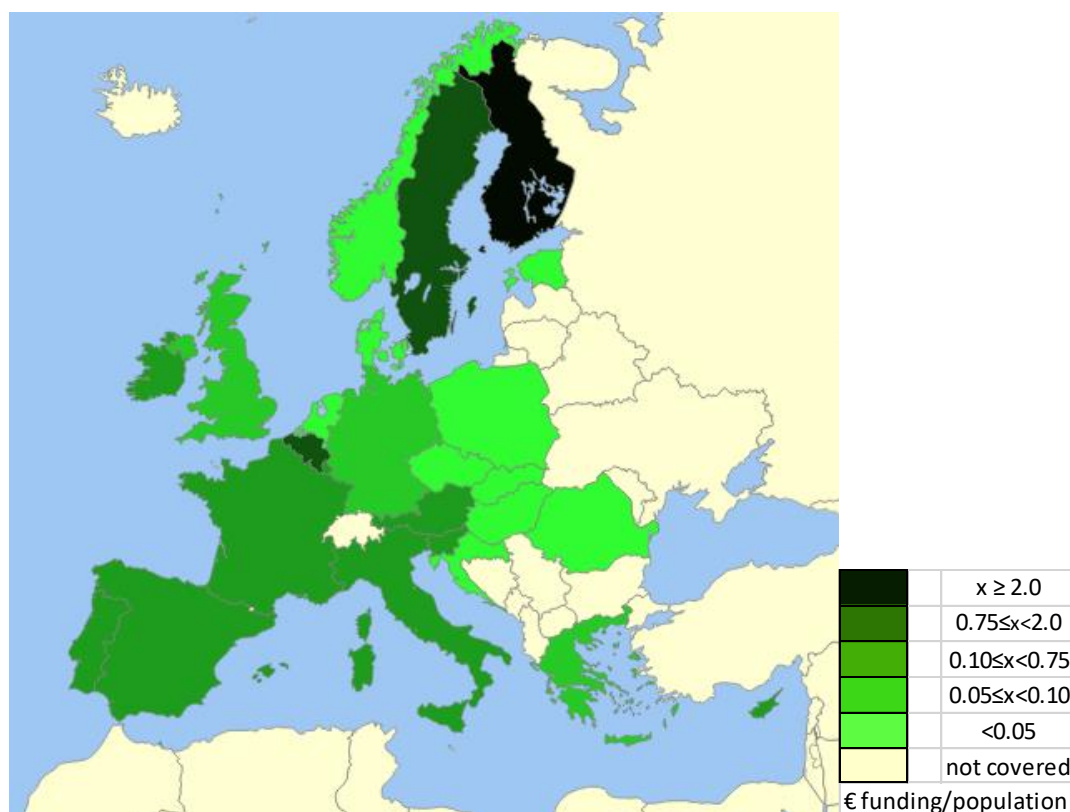 x ≥ 2.0
0.75≤x<2.0
0.10≤x<0.75
0.05≤x<0.10
<0.05
not covered
€ funding/population